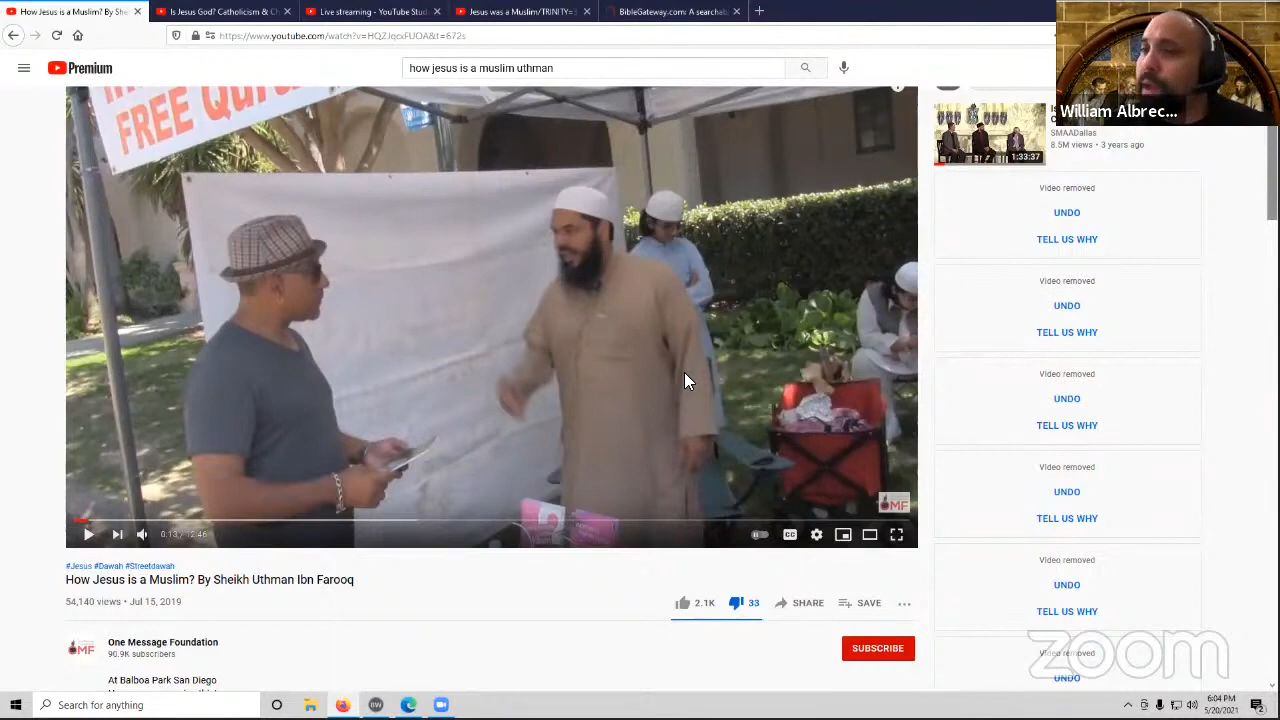 How Jesus is a Muslim? By She
Is Jesus God? Catholicism & Ch
Live streaming - YouTube Stud
Jesus was a Muslim/TRINITY=3
BibleGateway.com: A searchab
https://www.youtube.com/watch?v=
&t=672s
Premium
how jesus is a muslim uthman
William Albrec...
FREE
SMAADallas
8.5M views • 3 years ago
1:33:37
Video removed
UNDO
TELL US WHY
Video removed
UNDO
TELL US WHY
Video removed
UNDO
TELL US WHY
Video removed
UNDO
TELL US WHY
Video removed
UNDO
TELL US WHY
Video removed
UNDO
OMF
0:13 / 12:46
CC
#Jesus #Dawah #Streetdawah
How Jesus is a Muslim? By Sheikh Uthman Ibn Farooq
54,140 views • Jul 15, 2019
2.1K
33
SHARE
SAVE
OMF
One Message Foundation
90.9K subscribers
SUBSCRIBE
At Balboa Park San Diego
zoom
Search for anything
6:04 PM
5/20/2021
2